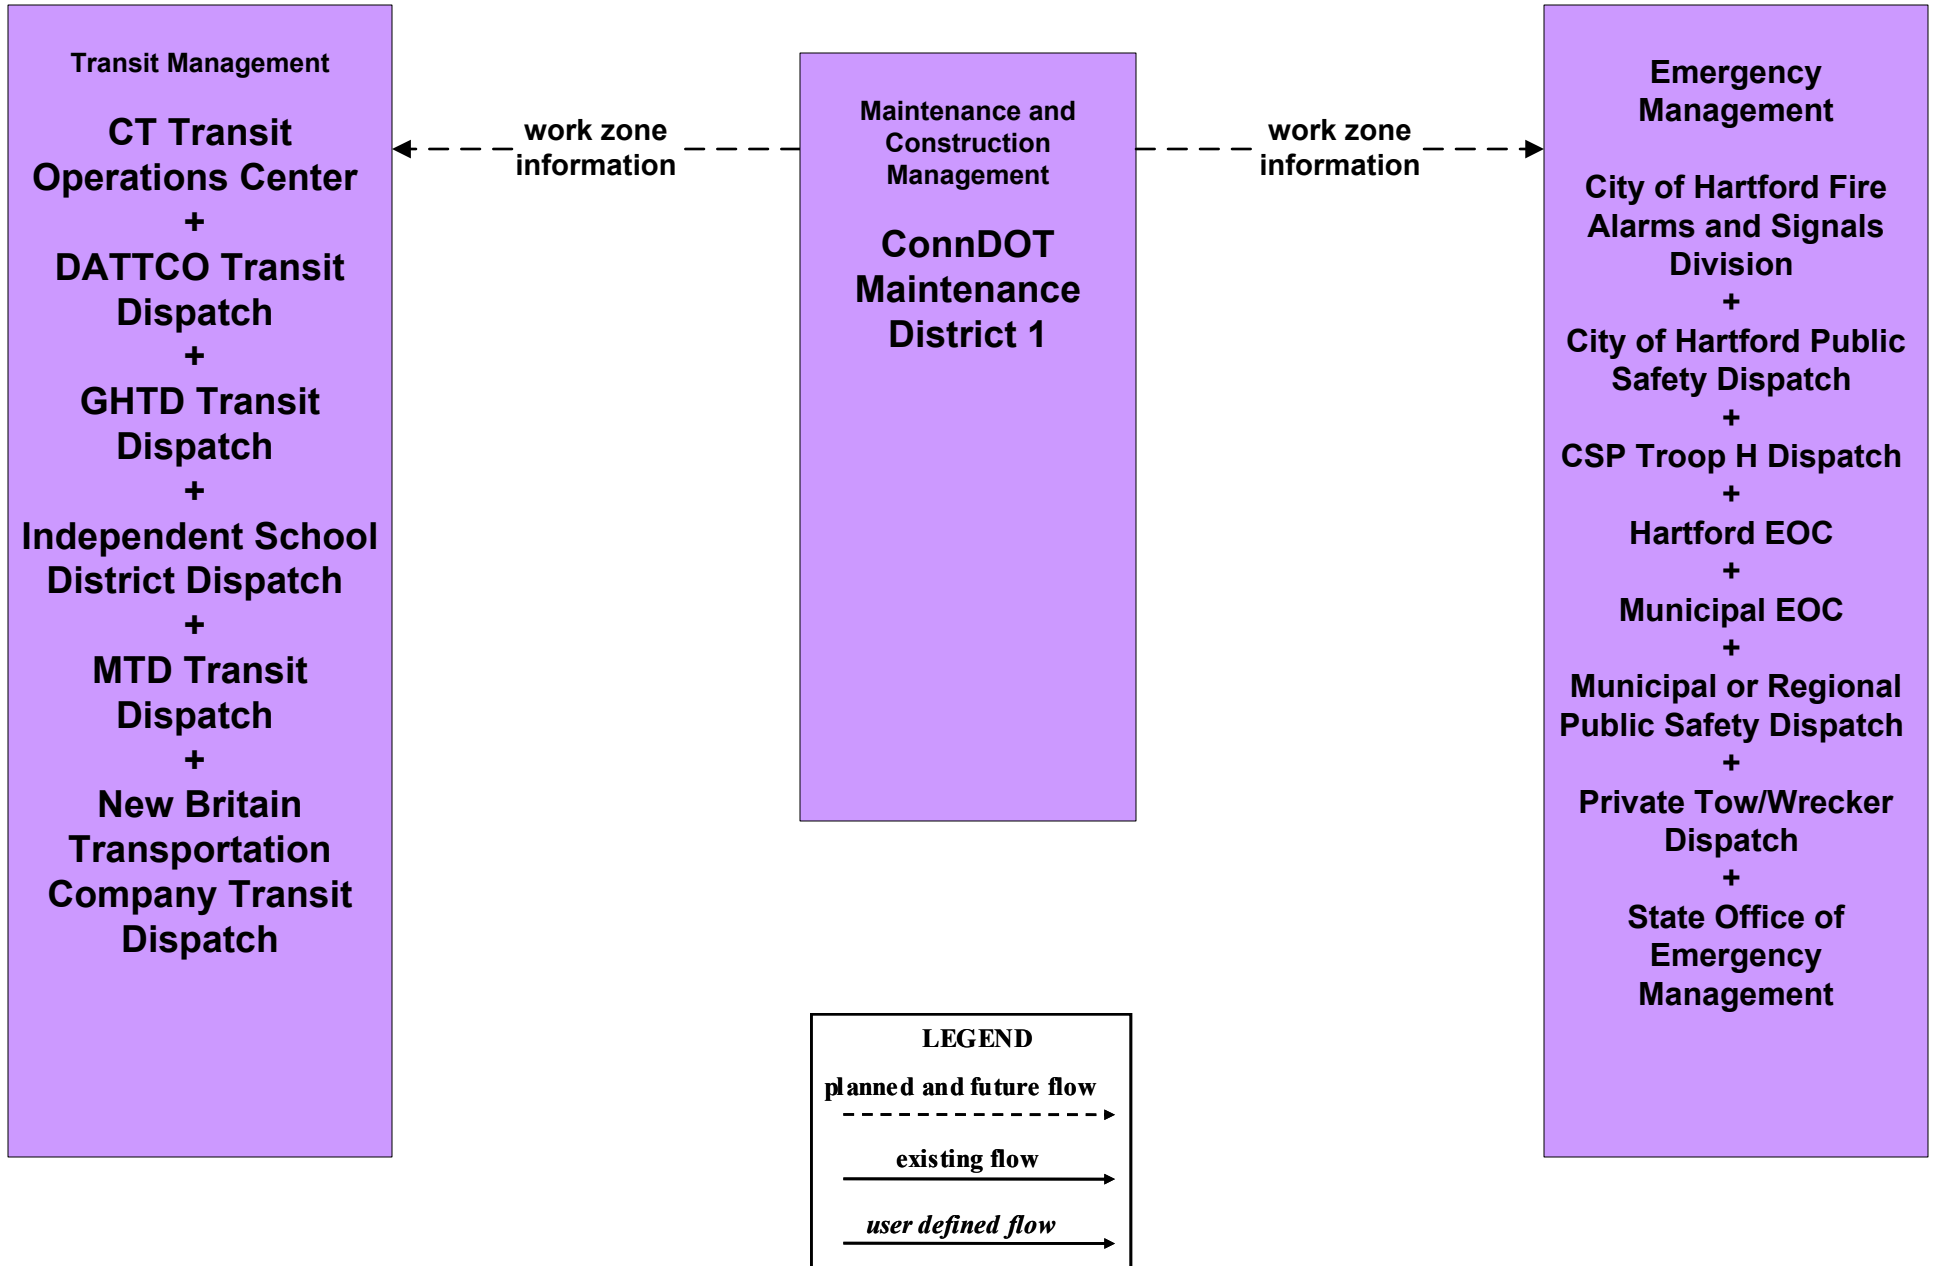 Transit Management
CT Transit
Operations Center
+
DATTCO Transit
Dispatch
+
GHTD Transit
Dispatch
+
Independent School
District Dispatch
+
MTD Transit
Dispatch
+
New Britain
Transportation
Company Transit
Dispatch
work zone
information
Maintenance and
Construction
Management
ConnDOT
Maintenance
District 1
work zone
information
Emergency
Management
City of Hartford Fire
Alarms and Signals
Division
+
City of Hartford Public
Safety Dispatch
+
CSP Troop H Dispatch
+
Hartford EOC
+
Municipal EOC
+
Municipal or Regional
Public Safety Dispatch
+
Private Tow/Wrecker
Dispatch
+
State Office of
Emergency
Management
LEGEND
planned and future flow
existing flow
user defined flow